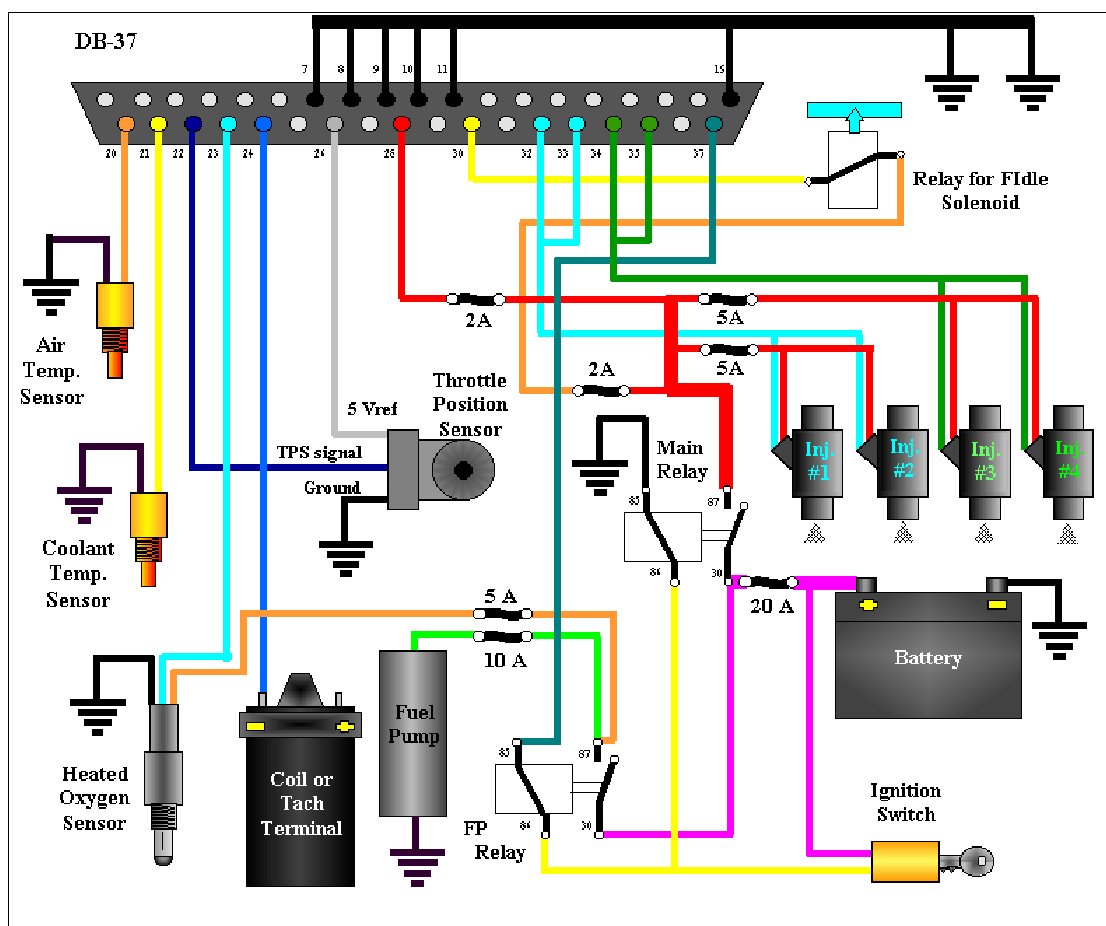 DB-37
7
8
9
10
11
15
20
21
22
23
24
26
28
30
32
33
34
35
37
Relay for FIdle
Solenoid
2A
5A
5A
2A
Air
Temp.
Sensor
5 Vref
Throttle
Position
Sensor
TPS signal
Ground
Main
Relay
85
87
86
30
Inj.
#1
Inj.
#2
Inj.
#3
Inj.
#4
Coolant
Temp.
Sensor
20 A
5 A
10 A
Battery
Fuel
Pump
Heated
Oxygen
Sensor
Coil or
Tach
Terminal
85
87
86
30
FP
Relay
Ignition
Switch